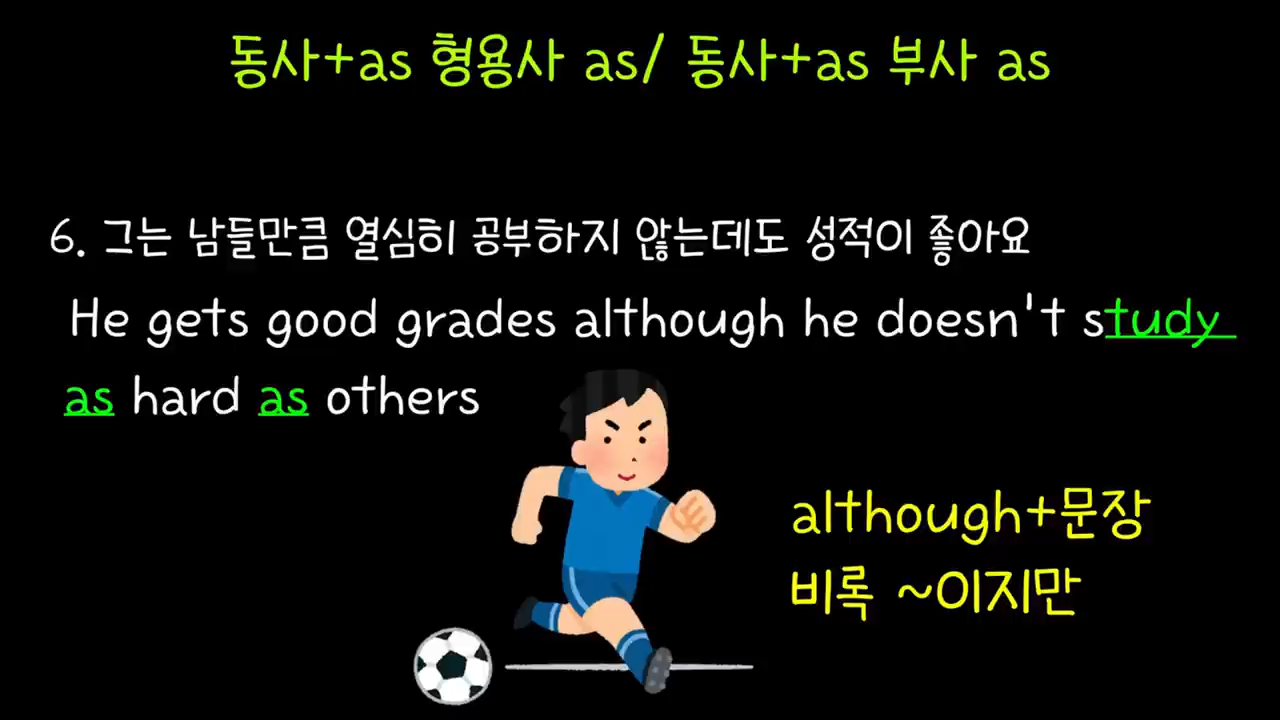 동사+as 형용사 as/ 동사+as 부사 as
6. 그는 남들만큼 열심히 공부하지 않는데도 성적이 좋아요
He gets good grades although he doesn't study
as hard as others
although+문장
비록 ~이지만